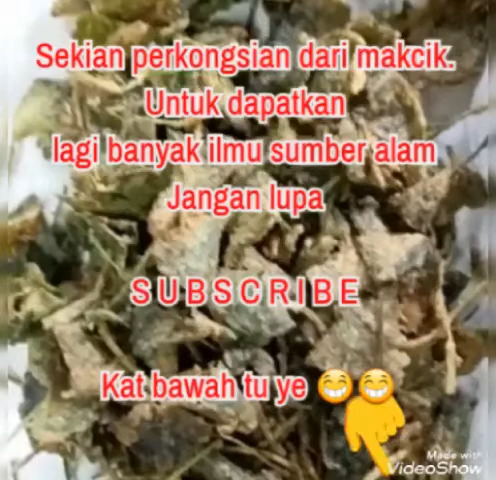 Sekian perkongsian dari makcik.
Untuk dapatkan
lagi banyak ilmu sumber alam
Jangan lupa
SUBSCRIBE
Kat bawah tu ye 😁😁
Made with
VideoShow